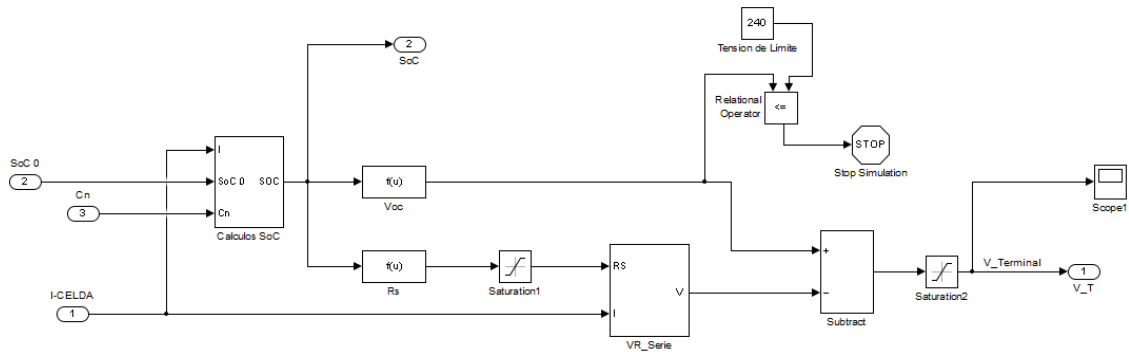 240
Tension de Limite
2
SoC
Relational
Operator
<=
STOP
Stop Simulation
SoC 0
2
Cn
3
I
SoC 0
SOC
Cn
Calculos SoC
f(u)
Voc
f(u)
Rs
Saturation1
RS
V
I
VR_Serie
I-CELDA
1
+
−
Subtract
Saturation2
V_Terminal
1
V_T
Scope1